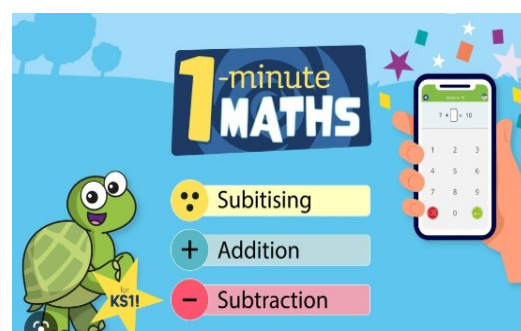 1-minute
MATHS
Subitising
+ Addition
- Subtraction
for
KS1!
7 + = 10
1 2 3
4 5 6
7 8 9
0